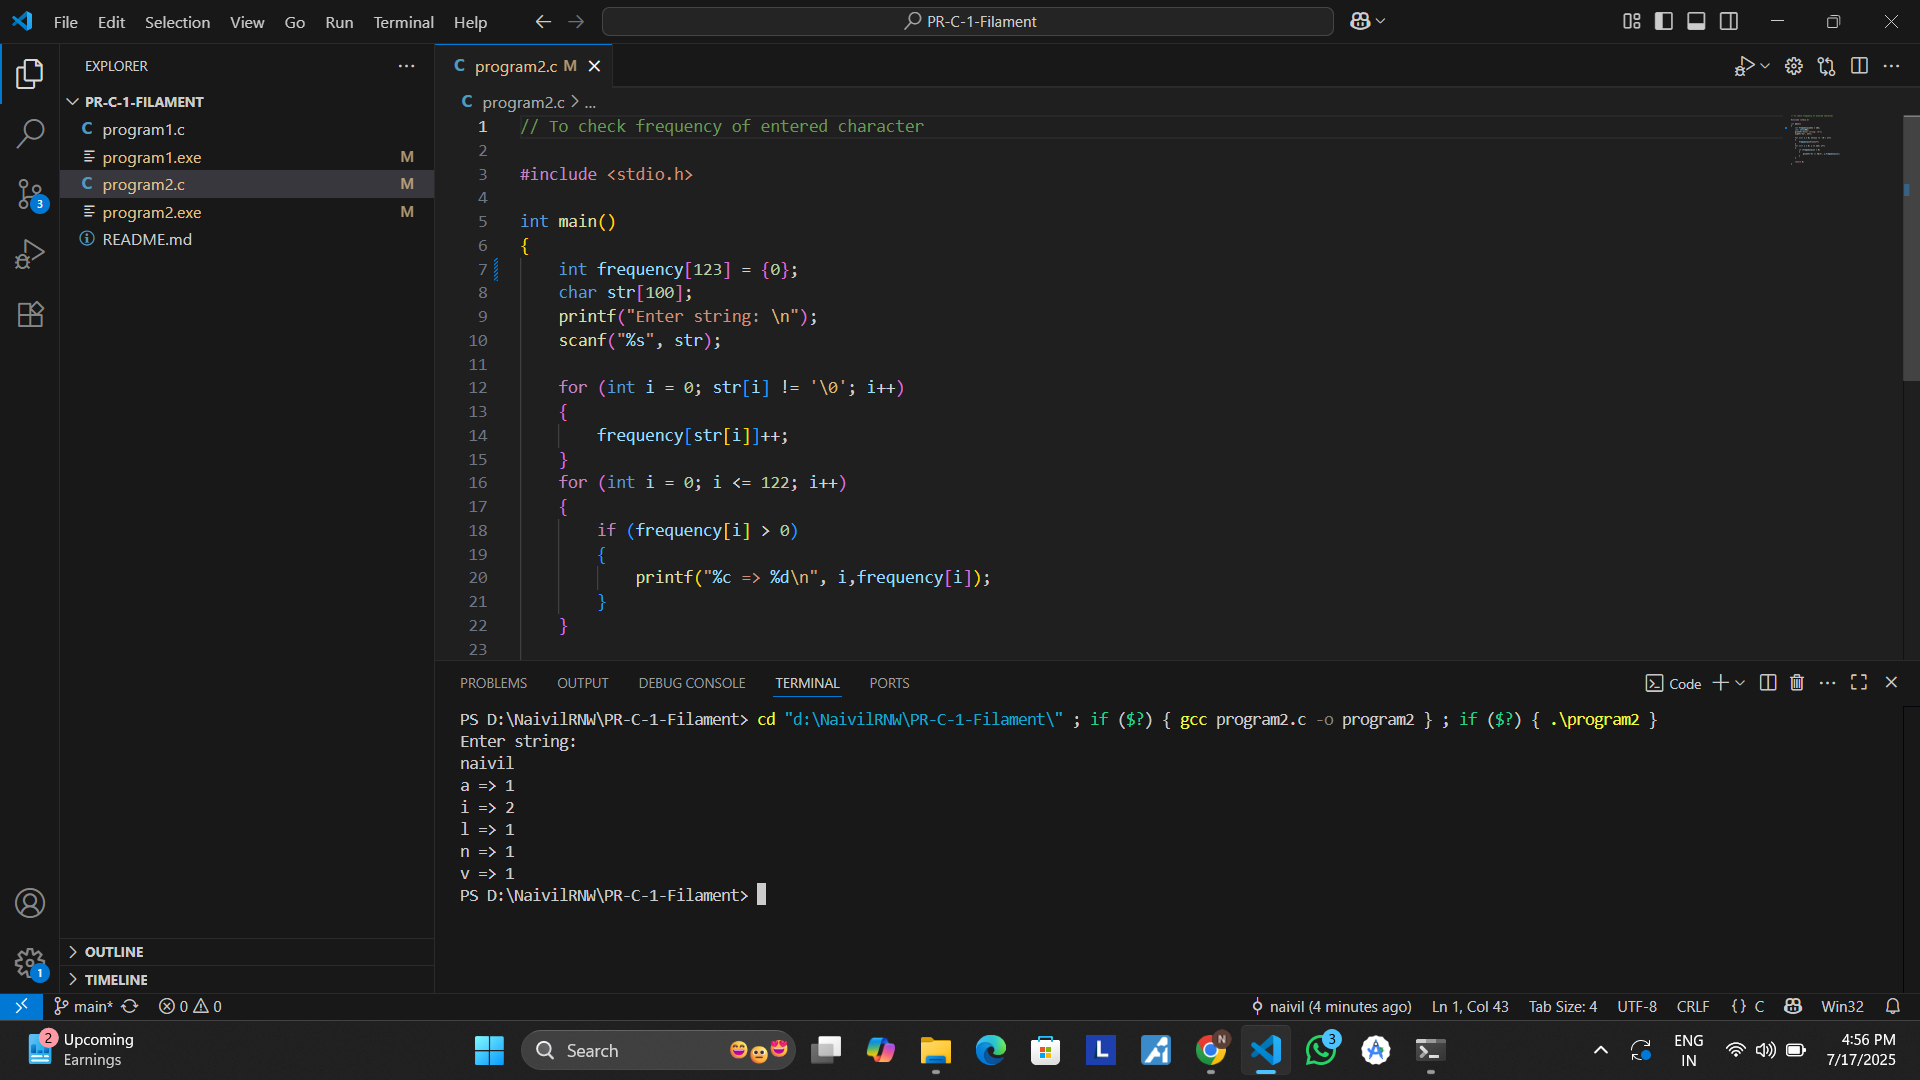 File Edit Selection View Go Run Terminal Help
PR-C-1-Filament
EXPLORER
PR-C-1-FILAMENT
C program1.c
program1.exe M
C program2.c M
program2.exe M
README.md
OUTLINE
TIMELINE
C program2.c M
C program2.c > ...
1 // To check frequency of entered character
2
3 #include <stdio.h>
4
5 int main()
6 {
7 int frequency[123] = {0};
8 char str[100];
9 printf("Enter string: \n");
10 scanf("%s", str);
11
12 for (int i = 0; str[i] != '\0'; i++)
13 {
14 frequency[str[i]]++;
15 }
16 for (int i = 0; i <= 122; i++)
17 {
18 if (frequency[i] > 0)
19 {
20 printf("%c => %d\n", i,frequency[i]);
21 }
22 }
23
PROBLEMS OUTPUT DEBUG CONSOLE TERMINAL PORTS
Code
PS D:\NaivilRNW\PR-C-1-Filament> cd "d:\NaivilRNW\PR-C-1-Filament\" ; if ($?) { gcc program2.c -o program2 } ; if ($?) { .\program2 }
Enter string:
naivil
a => 1
i => 2
l => 1
n => 1
v => 1
PS D:\NaivilRNW\PR-C-1-Filament>
3
1
main* 0 0
naivil (4 minutes ago) Ln 1, Col 43 Tab Size: 4 UTF-8 CRLF {} C Win32
2
Upcoming
Earnings
Search
L
N
3
ENG
IN
4:56 PM
7/17/2025